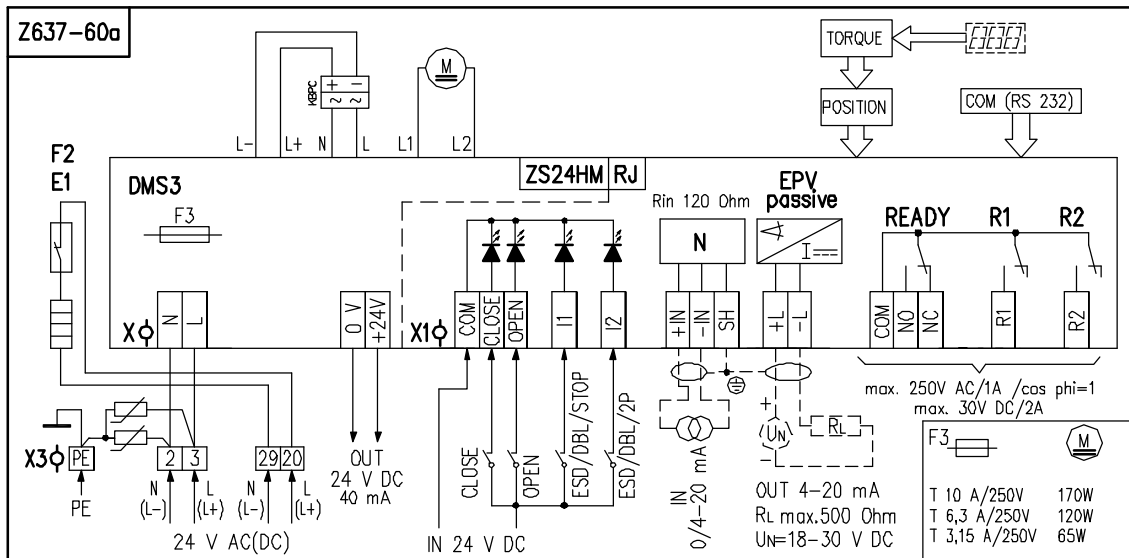 Z637-60a
TORQUE
POSITION
COM (RS 232)
M
KBPC
+ −
~ ~
L- L+ N L L1 L2
F2
E1
DMS3
F3
ZS24HM RJ
Rin 120 Ohm
N
EPV
passive
I
READY R1 R2
X N L
0 V +24V
X1 COM CLOSE OPEN I1 I2
+IN -IN SH
+L -L
COM NO NC R1 R2
max. 250V AC/1A /cos phi=1
max. 30V DC/2A
X3 PE 2 3 29 20
PE
N
(L-)
L
(L+)
N
(L-)
L
(L+)
24 V AC(DC)
OUT
24 V DC
40 mA
CLOSE
OPEN
ESD/DBL/STOP
ESD/DBL/2P
IN 24 V DC
IN
0/4-20 mA
+
UN
−
RL
OUT 4-20 mA
RL max.500 Ohm
UN=18-30 V DC
F3 M
T 10 A/250V 170W
T 6,3 A/250V 120W
T 3,15 A/250V 65W